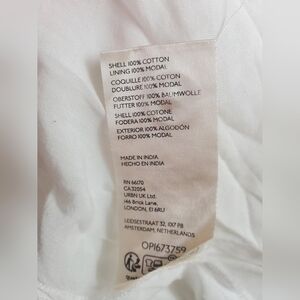 SHELL 100% COTTON
LINING 100% MODAL
COQUILLE 100% COTON
DOUBLURE 100% MODAL
OBERSTOFF 100% BAUMWOLLE
FUTTER 100% MODAL
SHELL 100% COTONE
FODERA 100% MODAL
EXTERIOR 100% ALGODÓN
FORRO 100% MODAL
MADE IN INDIA
HECHO EN INDIA
RN 66170
CA32054
URBN UK Ltd.
146 Brick Lane,
LONDON, E1 6RU
LEIDSESTRAAT 32, 1017 PB
AMSTERDAM, NETHERLANDS
OP1673759